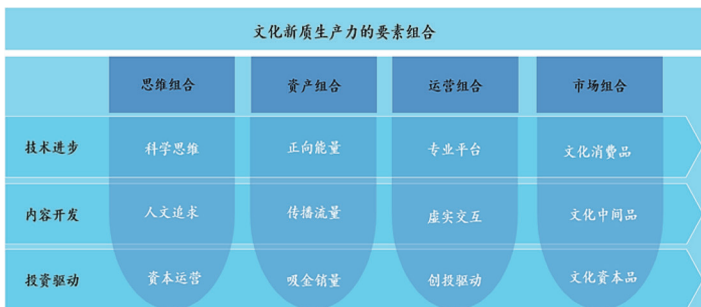 文化新质生产力的要素组合
思维组合 资产组合 运营组合 市场组合
技术进步 科学思维 正向能量 专业平台 文化消费品
内容开发 人文追求 传播流量 虚实交互 文化中间品
投资驱动 资本运营 吸金销量 创投驱动 文化资本品